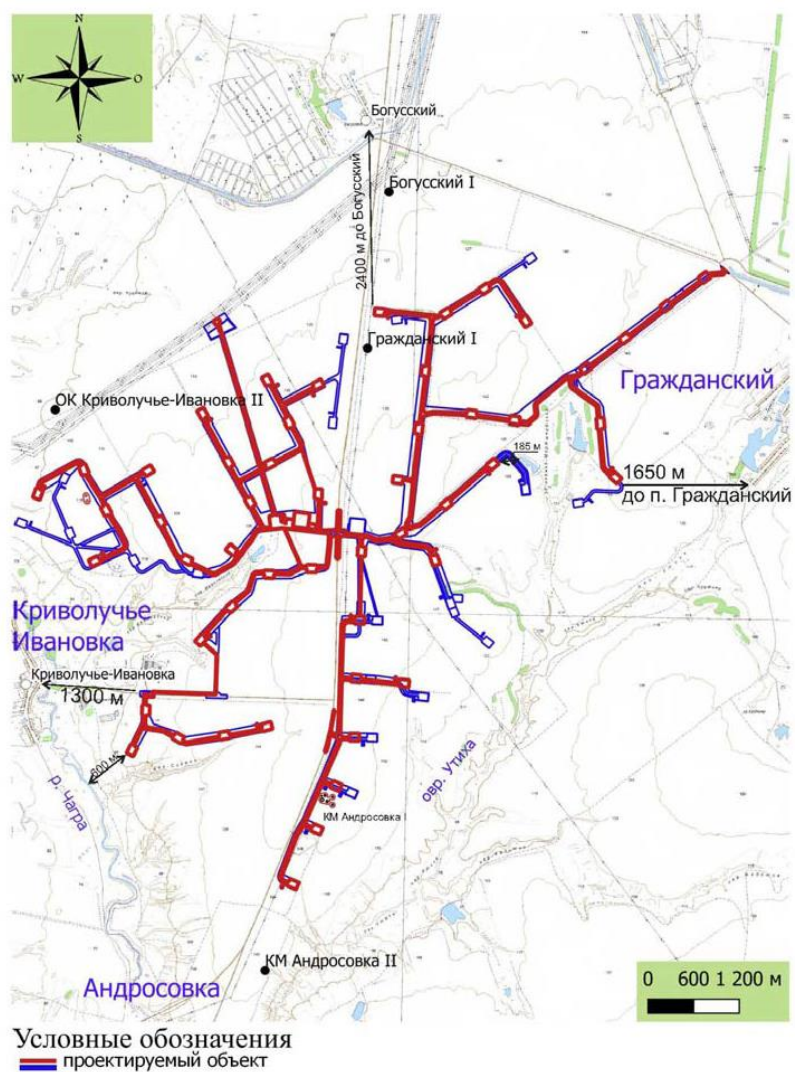 N
W
O
S
Богусский
Богусский I
2400 м до Богусский
Гражданский I
Гражданский
ОК Криволучье-Ивановка II
185 м
1650 м
до п. Гражданский
Криволучье
Ивановка
Криволучье-Ивановка
1300 м
600 м
р. Чагра
овр. Утиха
КМ Андросовка I
КМ Андросовка II
Андросовка
0 600 1 200 м
Условные обозначения
проектируемый объект